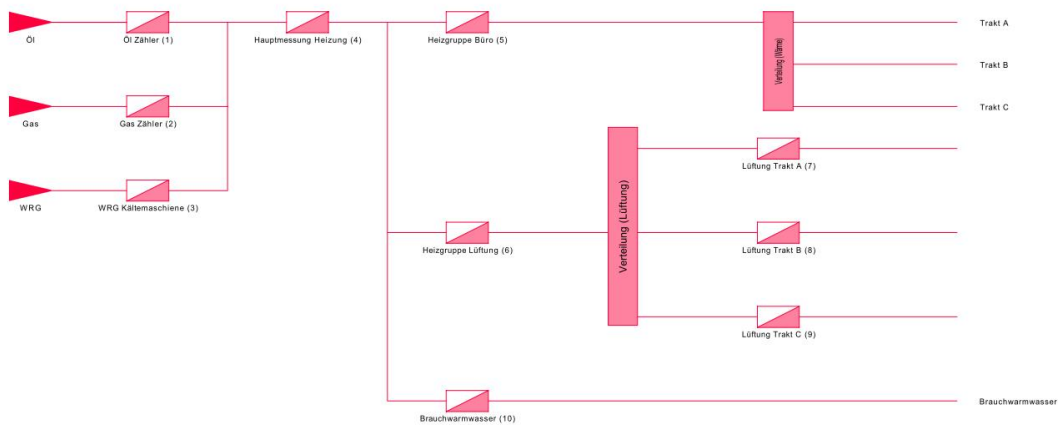 Öl
Öl Zähler (1)
Hauptmessung Heizung (4)
Heizgruppe Büro (5)
Verteilung (Wärme)
Trakt A
Trakt B
Trakt C
Gas
Gas Zähler (2)
WRG
WRG Kältemaschiene (3)
Heizgruppe Lüftung (6)
Verteilung (Lüftung)
Lüftung Trakt A (7)
Lüftung Trakt B (8)
Lüftung Trakt C (9)
Brauchwarmwasser (10)
Brauchwarmwasser